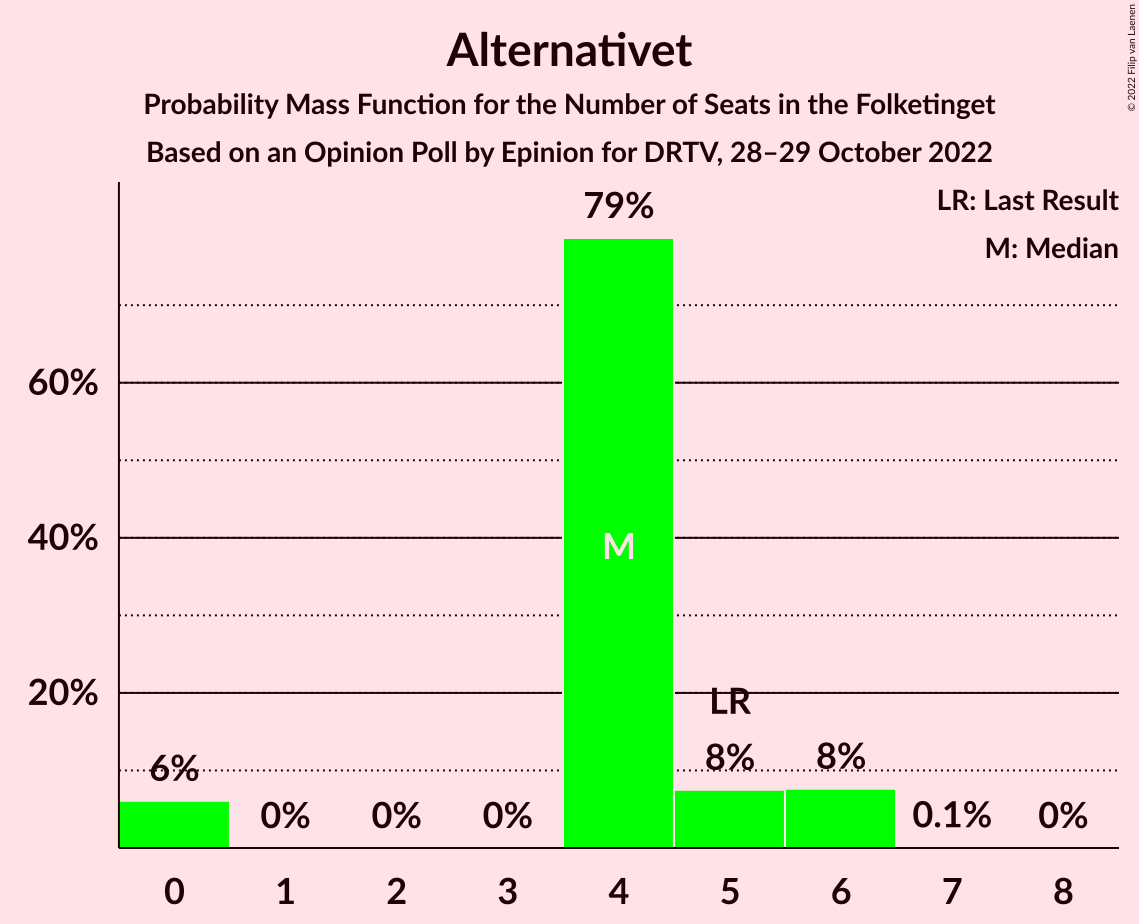 Alternativet
Probability Mass Function for the Number of Seats in the Folketinget
Based on an Opinion Poll by Epinion for DRTV, 28–29 October 2022
© 2022 Filip van Laenen
LR: Last Result
M: Median
79%
60%
40%
20%
M
LR
6%
0%
0%
0%
8%
8%
0.1%
0%
0 1 2 3 4 5 6 7 8